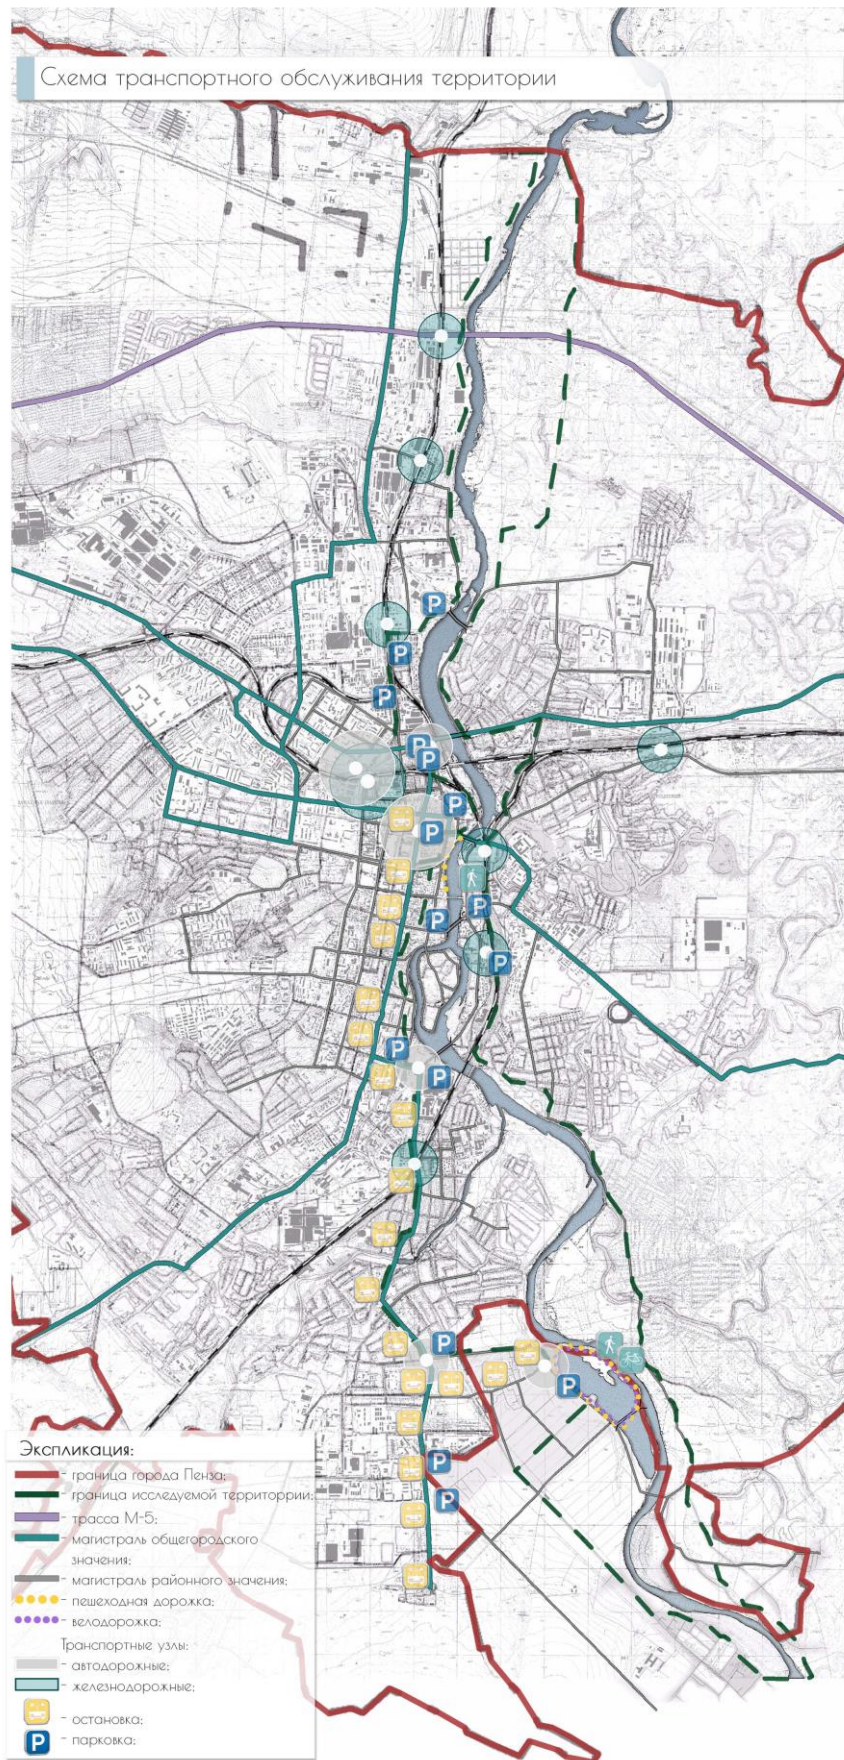 Схема транспортного обслуживания территории
Экспликация:
- граница города Пенза;
- граница исследуемой территоррии;
- трасса М-5;
- магистраль общегородского
значения;
- магистраль районного значения;
- пешеходная дорожка;
- велодорожка;
Транспортные узлы:
- автодорожные;
- железнодорожные;
- остановка;
- парковка;